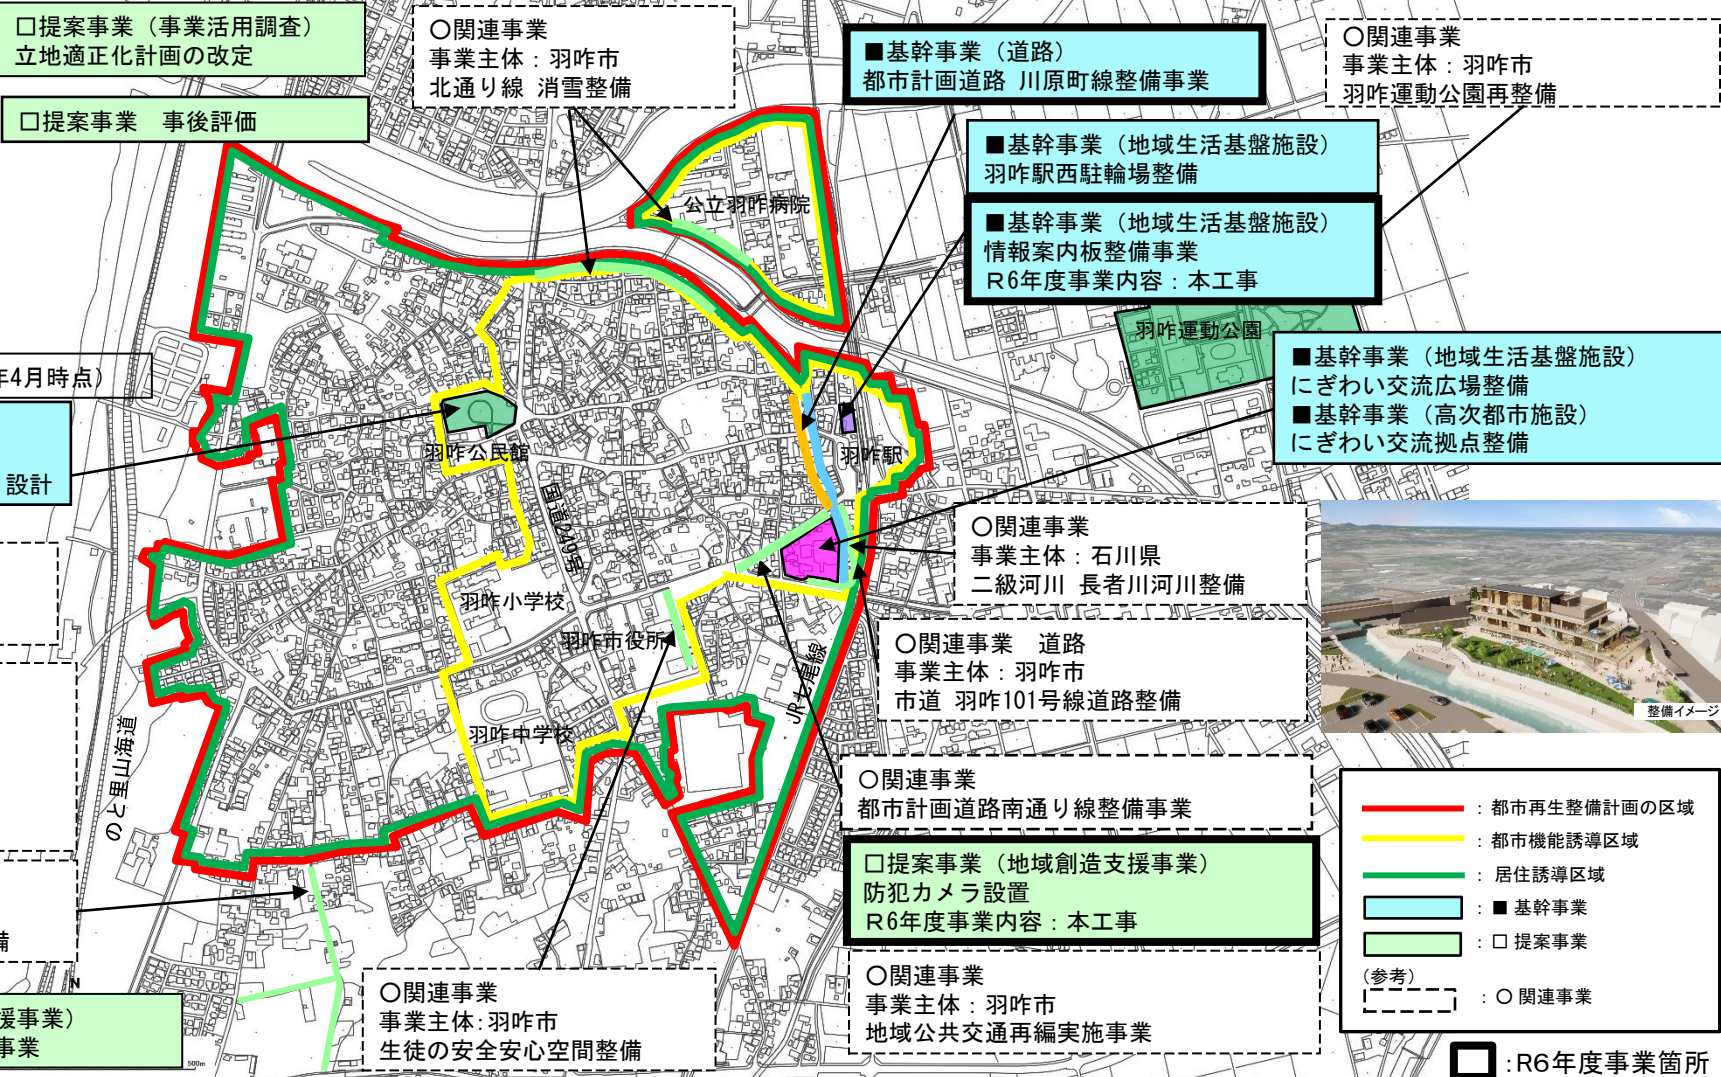 □提案事業（事業活用調査）
立地適正化計画の改定
□提案事業　事後評価
○関連事業
事業主体：羽咋市
北通り線 消雪整備
■基幹事業（道路）
都市計画道路 川原町線整備事業
○関連事業
事業主体：羽咋市
羽咋運動公園再整備
■基幹事業（地域生活基盤施設）
羽咋駅西駐輪場整備
■基幹事業（地域生活基盤施設）
情報案内板整備事業
R6年度事業内容：本工事
公立羽咋病院
羽咋運動公園
■基幹事業（地域生活基盤施設）
にぎわい交流広場整備
■基幹事業（高次都市施設）
にぎわい交流拠点整備
年4月時点）
設計
羽咋公民館
羽咋駅
国道249号
○関連事業
事業主体：石川県
二級河川 長者川河川整備
羽咋小学校
羽咋市役所
○関連事業　道路
事業主体：羽咋市
市道 羽咋101号線道路整備
JR七尾線
整備イメージ
羽咋中学校
のと里山海道
○関連事業
都市計画道路南通り線整備事業
□提案事業（地域創造支援事業）
防犯カメラ設置
R6年度事業内容：本工事
○関連事業
事業主体：羽咋市
地域公共交通再編実施事業
備
N
援事業）
事業
500m
○関連事業
事業主体：羽咋市
生徒の安全安心空間整備
：都市再生整備計画の区域
：都市機能誘導区域
：居住誘導区域
：■ 基幹事業
：□ 提案事業
（参考）
：○ 関連事業
：R6年度事業箇所